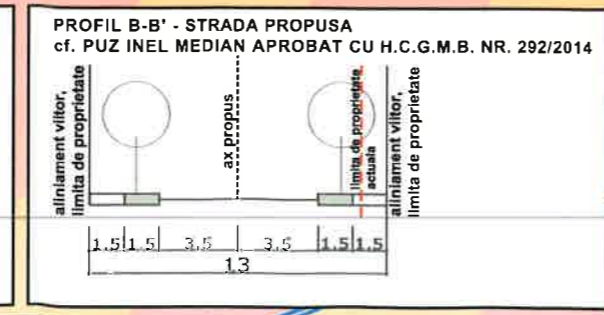 PROFIL B-B' - STRADA PROPUSA
cf. PUZ INEL MEDIAN APROBAT CU H.C.G.M.B. NR. 292/2014
aliniament viitor,
limita de proprietate
ax propus
limita de proprietate
actuala
aliniament viitor,
limita de proprietate
1.5 1.5 3.5 3.5 1.5 1.5
13